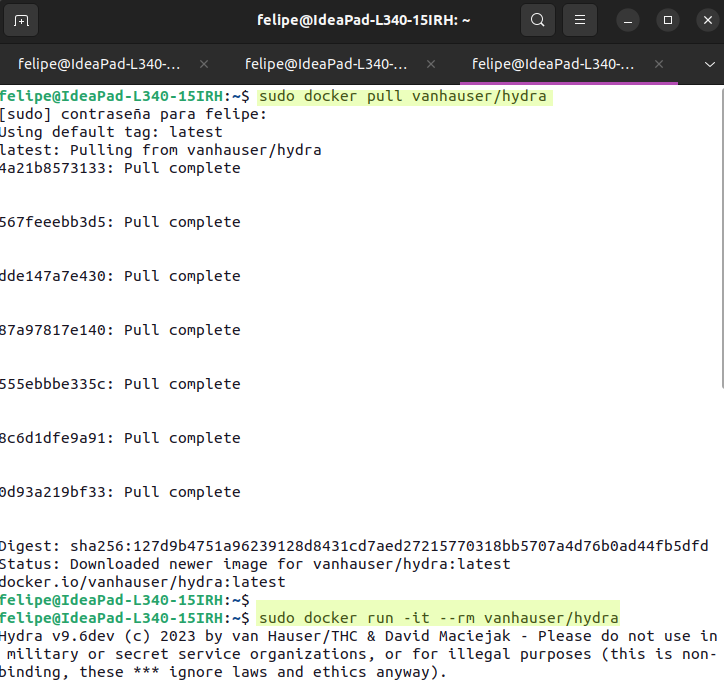 felipe@IdeaPad-L340-15IRH: ~
felipe@IdeaPad-L340-... felipe@IdeaPad-L340-... felipe@IdeaPad-L340-...
felipe@IdeaPad-L340-15IRH:~$ sudo docker pull vanhauser/hydra
[sudo] contraseña para felipe:
Using default tag: latest
latest: Pulling from vanhauser/hydra
4a21b8573133: Pull complete
567feeebb3d5: Pull complete
dde147a7e430: Pull complete
87a97817e140: Pull complete
555ebbbe335c: Pull complete
8c6d1dfe9a91: Pull complete
0d93a219bf33: Pull complete
Digest: sha256:127d9b4751a96239128d8431cd7aed27215770318bb5707a4d76b0ad44fb5dfd
Status: Downloaded newer image for vanhauser/hydra:latest
docker.io/vanhauser/hydra:latest
felipe@IdeaPad-L340-15IRH:~$
felipe@IdeaPad-L340-15IRH:~$ sudo docker run -it --rm vanhauser/hydra
Hydra v9.6dev (c) 2023 by van Hauser/THC & David Maciejak - Please do not use in
military or secret service organizations, or for illegal purposes (this is non-
binding, these *** ignore laws and ethics anyway).